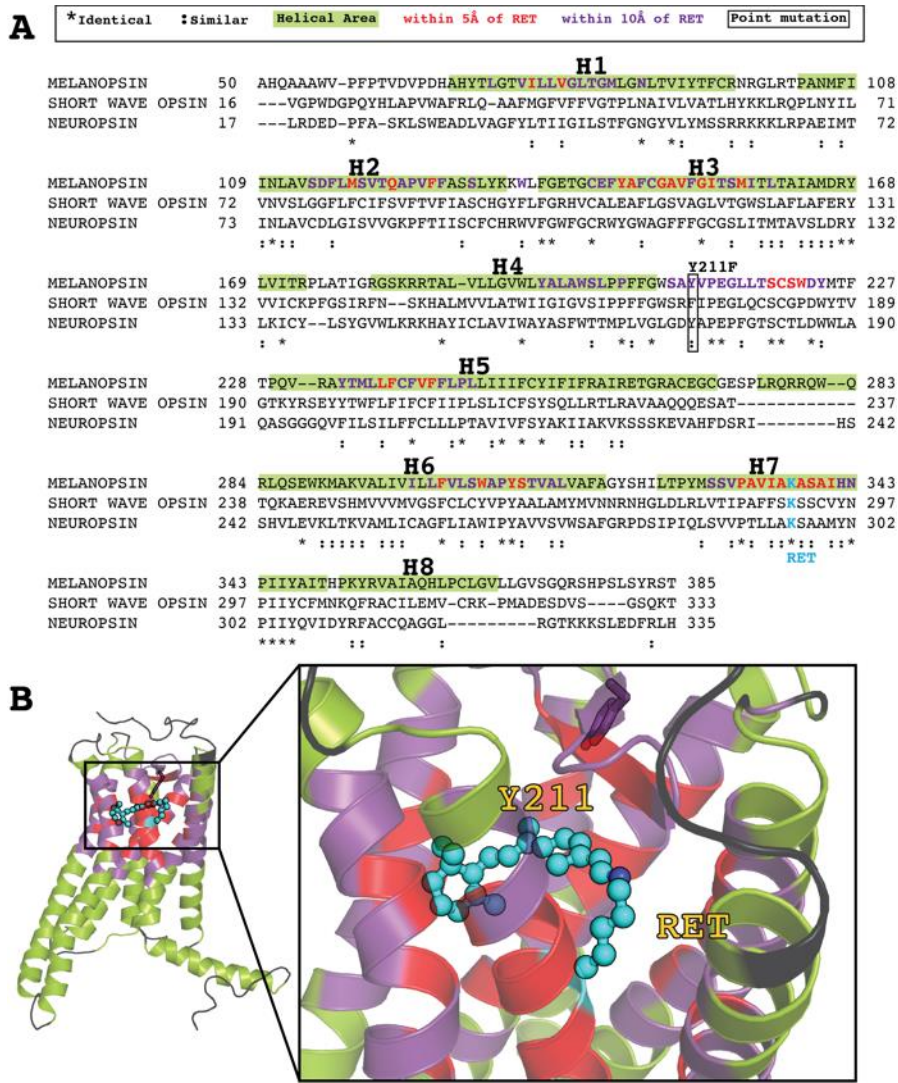 *Identical :Similar Helical Area within 5Å of RET within 10Å of RET Point mutation
A
H1
MELANOPSIN 50 AHQAAAWV-PFPTVDVPDHAHYTLGTVILLVGLTGMLGNLTVIYTFCRNRGLRTPANMFI 108
SHORT WAVE OPSIN 16 ---VGPWDGPQYHLAPVWAFRLQ-AAFMGFVFFVGTPLNAIVLVATLHYKKLRQPLNYIL 71
NEUROPSIN 17 ---LRDED-PFA-SKLSWEADLVAGFYLTIIGILSTFGNGYVLYMSSRRKKKLRPAEIMT 72
* : : * : : : :
H2 H3
MELANOPSIN 109 INLAVSDFLMSVTQAPVFFASSLYKKWLFGETGCEFYAFCGAVFGITSMITLTAIAMDRY 168
SHORT WAVE OPSIN 72 VNVSLGGFLFCIFSVFTVFIASCHGYFLFGRHVCALEAFLGSVAGLVTGWSLAFLAFERY 131
NEUROPSIN 73 INLAVCDLGISVVGKPFTIISCFCHRWVFGWFGCRWYGWAGFFFGCGSLITMTAVSLDRY 132
:*:: : : : ** * : * * : : ::::**
H4 Y211F
MELANOPSIN 169 LVITRPLATIGRGSKRRTAL-VLLGVWLYALAWSLPPFFGWSAYVPEGLLTSCSWDYMTF 227
SHORT WAVE OPSIN 132 VVICKPFGSIRFN--SKHALMVVLATWTIGIGVSIPPFFGWSRFIPEGLQCSCGPDWYTV 189
NEUROPSIN 133 LKICY--LSYGVWLKRKHAYICLAVIWAYASFWTTMPLVGLGDYAPEPFGTSCTLDWWLA 190
: * : * * : * * : ** : ** *:
H5
MELANOPSIN 228 TPQV--RAYTMLLFCFVFFLPLLIIIFCYIFIFRAIRETGRACEGCGESPLRQRRQW--Q 283
SHORT WAVE OPSIN 190 GTKYRSEYYTWFLFIFCFIIPLSLICFSYSQLLRTLRAVAAQQQESAT------------ 237
NEUROPSIN 191 QASGGGQVFILSILFFCLLLPTAVIVFSYAKIIAKVKSSSKEVAHFDSRI--------HS 242
: : * :* : * * * : ::
H6 H7
MELANOPSIN 284 RLQSEWKMAKVALIVILLFVLSWAPYSTVALVAFAGYSHILTPYMSSVPAVIAKASAIHN 343
SHORT WAVE OPSIN 238 TQKAEREVSHMVVVMVGSFCLCYVPYAALAMYMVNNRNHGLDLRLVTIPAFFSKSSCVYN 297
NEUROPSIN 242 SHVLEVKLTKVAMLICAGFLIAWIPYAVVSVWSAFGRPDSIPIQLSVVPTLLAKSAAMYN 302
* ::::::: * : :**: :: : :* :*:: :*
RET
H8
MELANOPSIN 343 PIIYAITHPKYRVAIAQHLPCLGVLLGVSGQRSHPSLSYRST 385
SHORT WAVE OPSIN 297 PIIYCFMNKQFRACILEMV-CRK-PMADESDVS----GSQKT 333
NEUROPSIN 302 PIIYQVIDYRFACCQAGGL---------RGTKKKSLEDFRLH 335
**** :: : :
B
Y211
RET